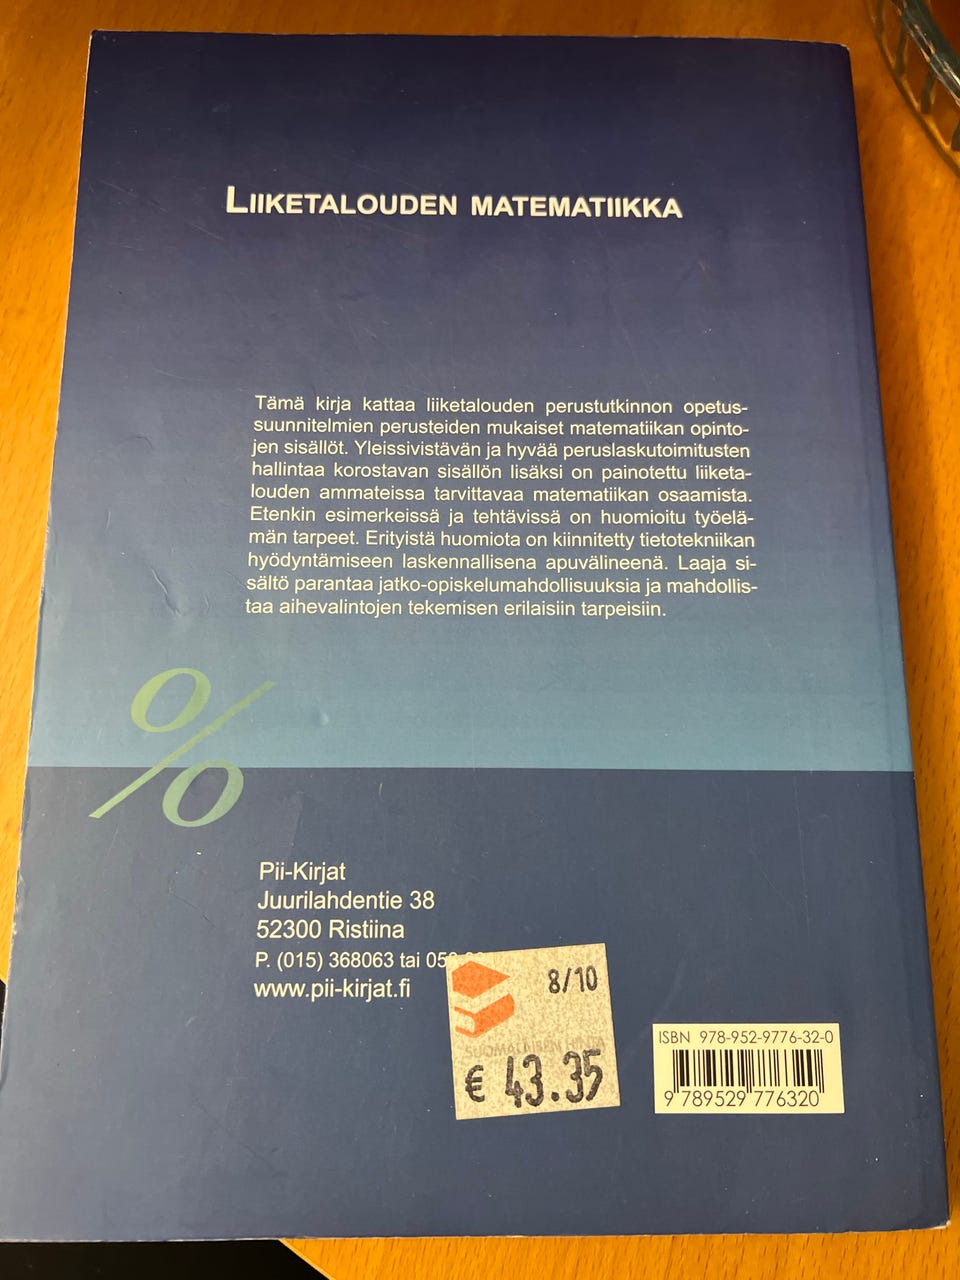 LIIKETALOUDEN MATEMATIIKKA
Tämä kirja kattaa liiketalouden perustutkinnon opetus-
suunnitelmien perusteiden mukaiset matematiikan opinto-
jen sisällöt. Yleissivistävän ja hyvää peruslaskutoimitusten
hallintaa korostavan sisällön lisäksi on painotettu liiketa-
louden ammateissa tarvittavaa matematiikan osaamista.
Etenkin esimerkeissä ja tehtävissä on huomioitu työelä-
män tarpeet. Erityistä huomiota on kiinnitetty tietotekniikan
hyödyntämiseen laskennallisena apuvälineenä. Laaja si-
sältö parantaa jatko-opiskelumahdollisuuksia ja mahdollis-
taa aihevalintojen tekemisen erilaisiin tarpeisiin.
%
Pii-Kirjat
Juurilahdentie 38
52300 Ristiina
P. (015) 368063 tai
www.pii-kirjat.fi
8/10
SUOMALAISEN HINTA
€ 43.35
ISBN 978-952-9776-32-0
9 789529 776320